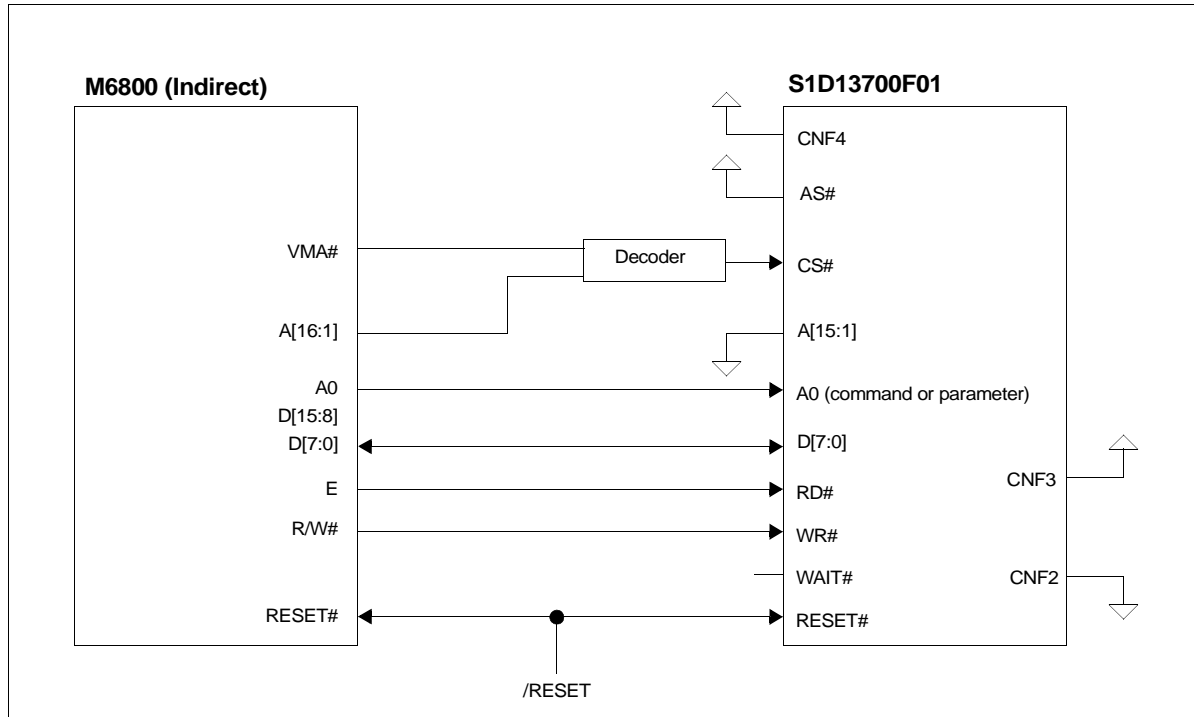 M6800 (Indirect)
VMA#
A[16:1]
A0
D[15:8]
D[7:0]
E
R/W#
RESET#
Decoder
/RESET
S1D13700F01
CNF4
AS#
CS#
A[15:1]
A0 (command or parameter)
D[7:0]
RD#
WR#
WAIT#
RESET#
CNF3
CNF2